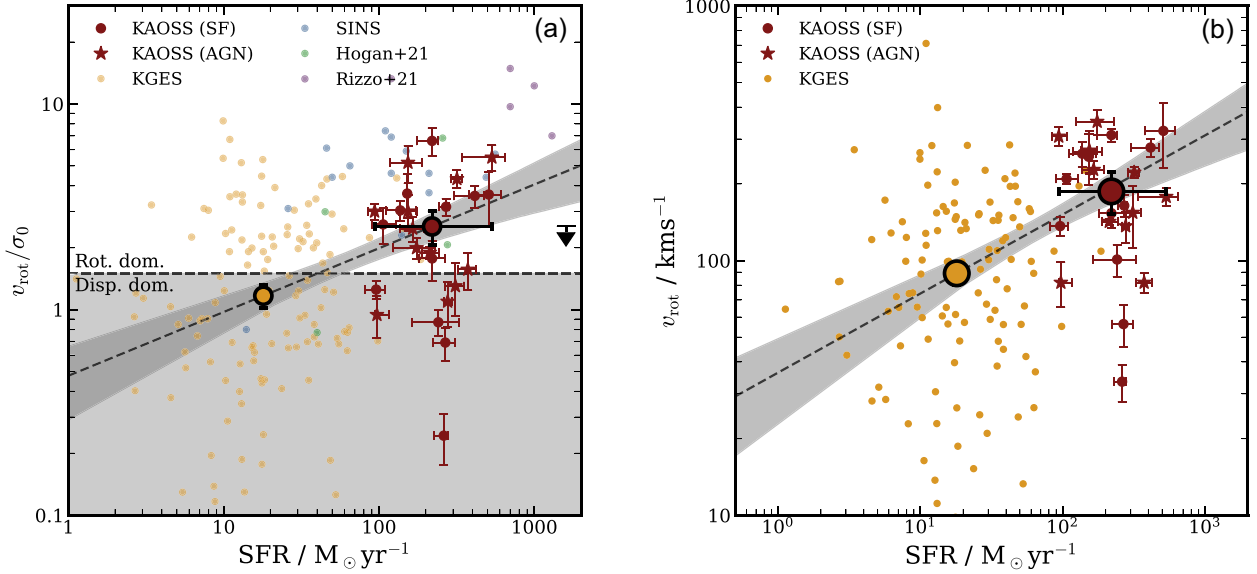 (a)
KAOSS (SF)
KAOSS (AGN)
KGES
SINS
Hogan+21
Rizzo+21
10
1
0.1
v_rot/σ_0
Rot. dom.
Disp. dom.
1
10
100
1000
SFR / M_⊙ yr^−1
(b)
KAOSS (SF)
KAOSS (AGN)
KGES
1000
100
10
v_rot / kms^−1
10^0
10^1
10^2
10^3
SFR / M_⊙ yr^−1